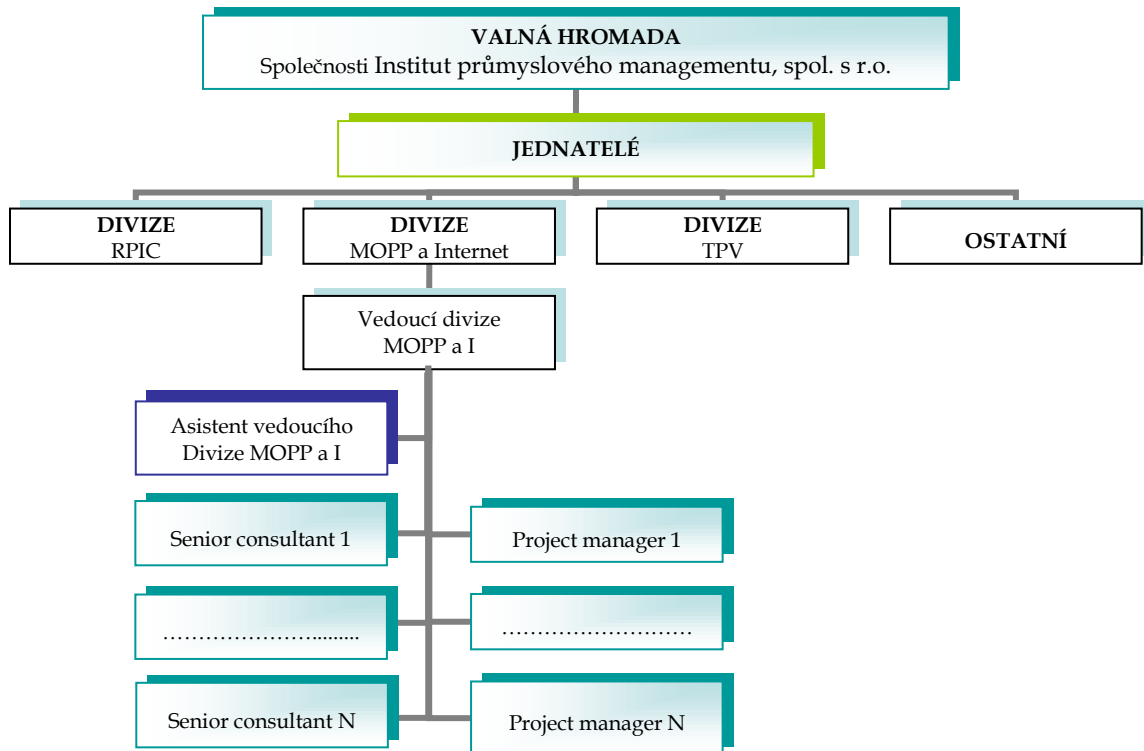 VALNÁ HROMADA
Společnosti Institut průmyslového managementu, spol. s r.o.
JEDNATELÉ
DIVIZE
RPIC
DIVIZE
MOPP a Internet
DIVIZE
TPV
OSTATNÍ
Vedoucí divize
MOPP a I
Asistent vedoucího
Divize MOPP a I
Senior consultant 1
Project manager 1
………………….........
………………………
Senior consultant N
Project manager N